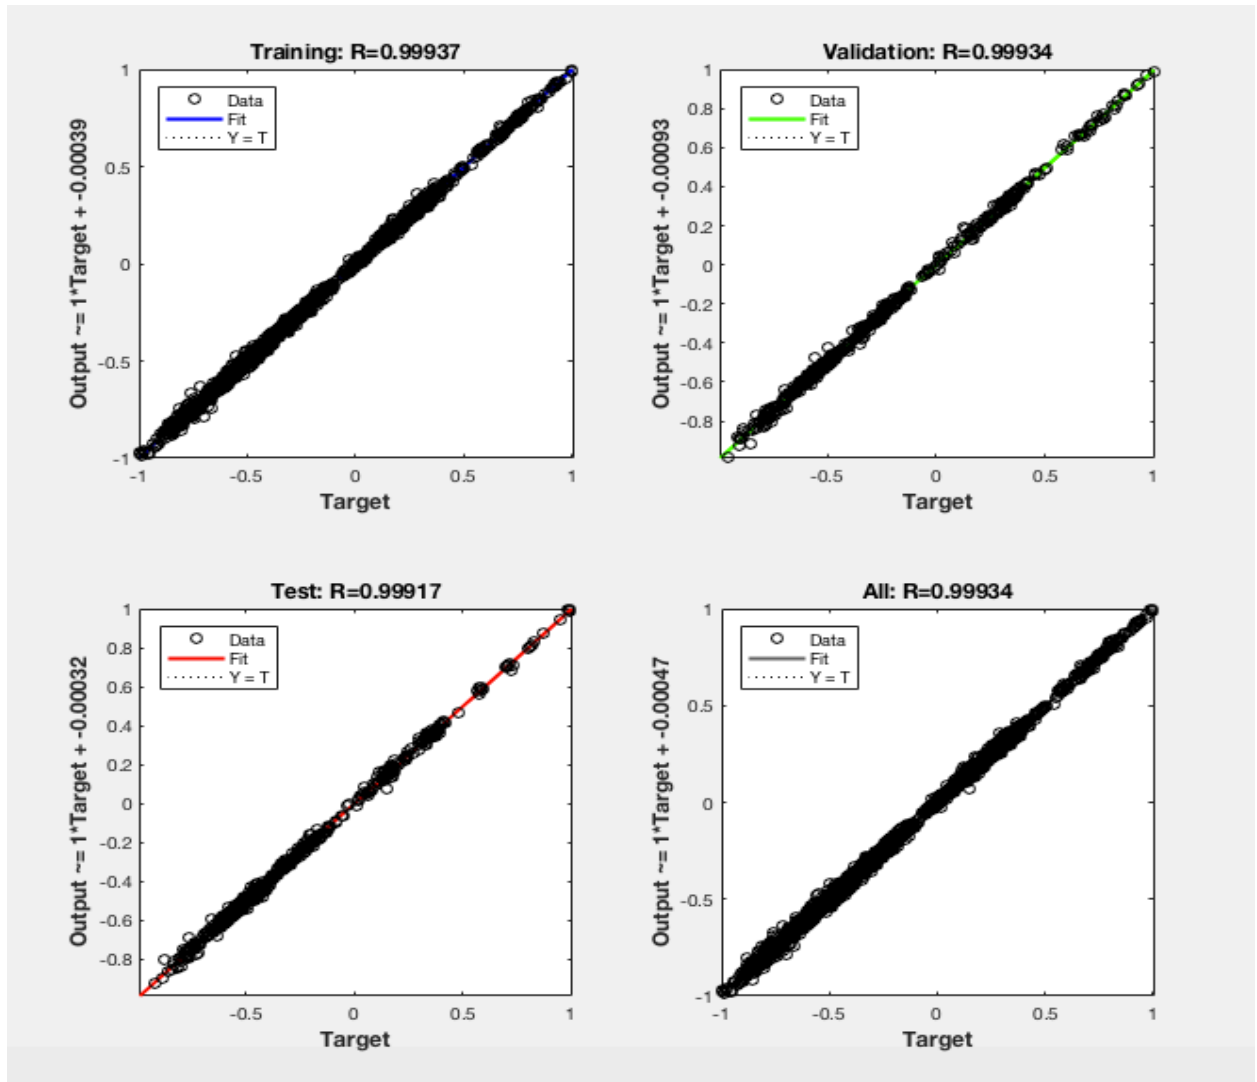 Training: R=0.99937
Output ~= 1*Target + -0.00039
1
0.5
0
-0.5
-1
Data
Fit
Y = T
-1
-0.5
0
0.5
1
Target
Validation: R=0.99934
Output ~= 1*Target + -0.00093
1
0.8
0.6
0.4
0.2
0
-0.2
-0.4
-0.6
-0.8
Data
Fit
Y = T
-0.5
0
0.5
1
Target
Test: R=0.99917
Output ~= 1*Target + -0.00032
1
0.8
0.6
0.4
0.2
0
-0.2
-0.4
-0.6
-0.8
Data
Fit
Y = T
-0.5
0
0.5
1
Target
All: R=0.99934
Output ~= 1*Target + -0.00047
1
0.5
0
-0.5
-1
Data
Fit
Y = T
-1
-0.5
0
0.5
1
Target